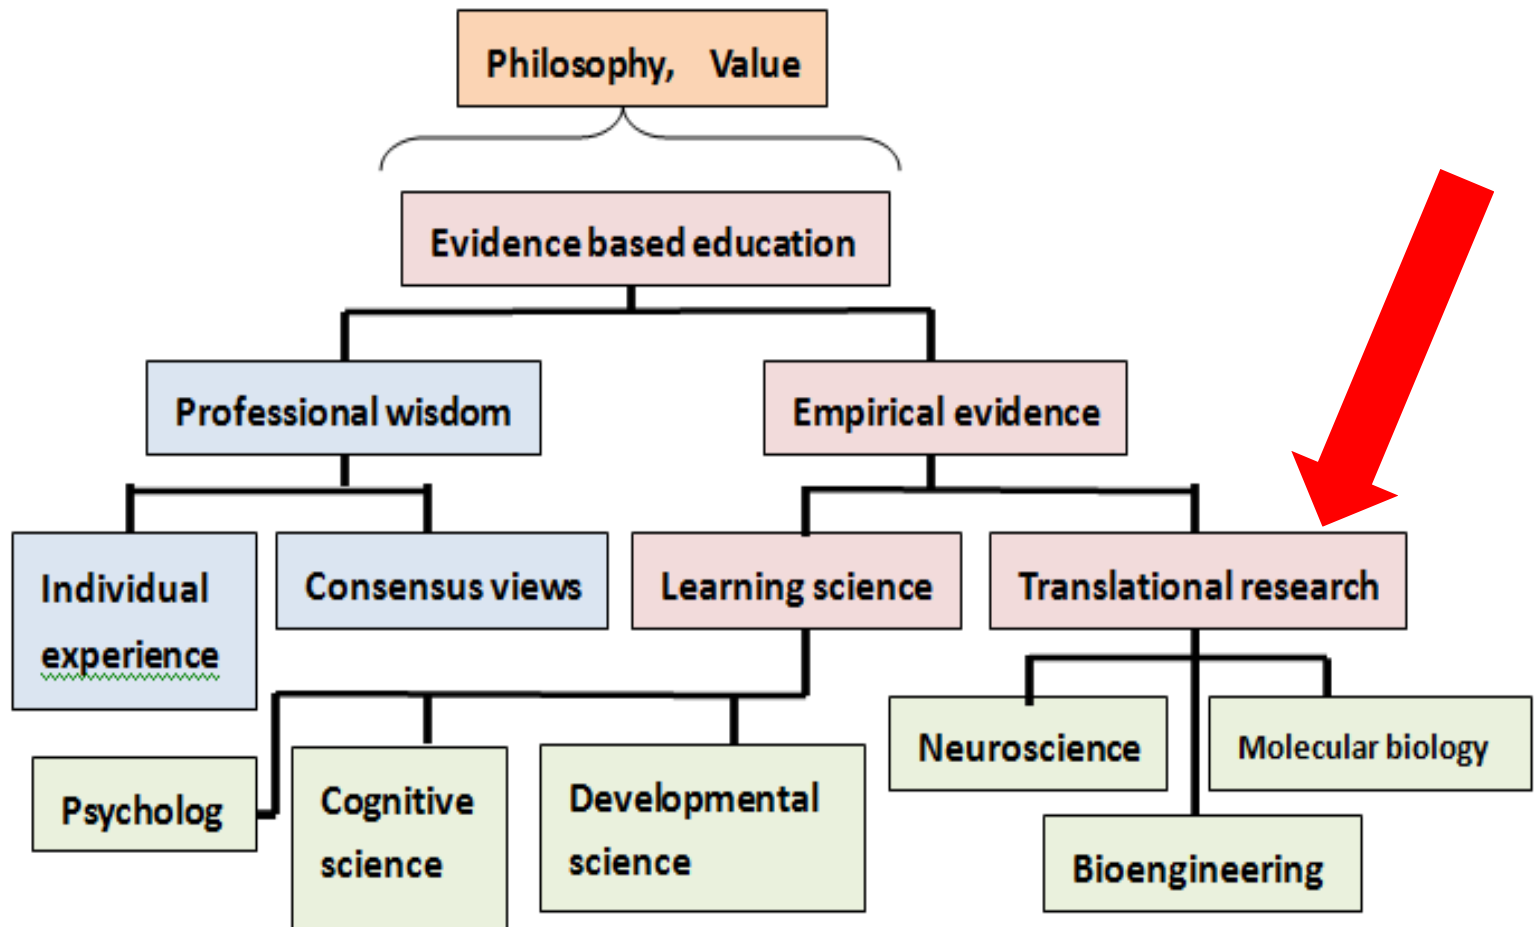 Philosophy, Value
Evidence based education
Professional wisdom
Empirical evidence
Individual
experience
Consensus views
Learning science
Translational research
Psycholog
Cognitive
science
Developmental
science
Neuroscience
Molecular biology
Bioengineering